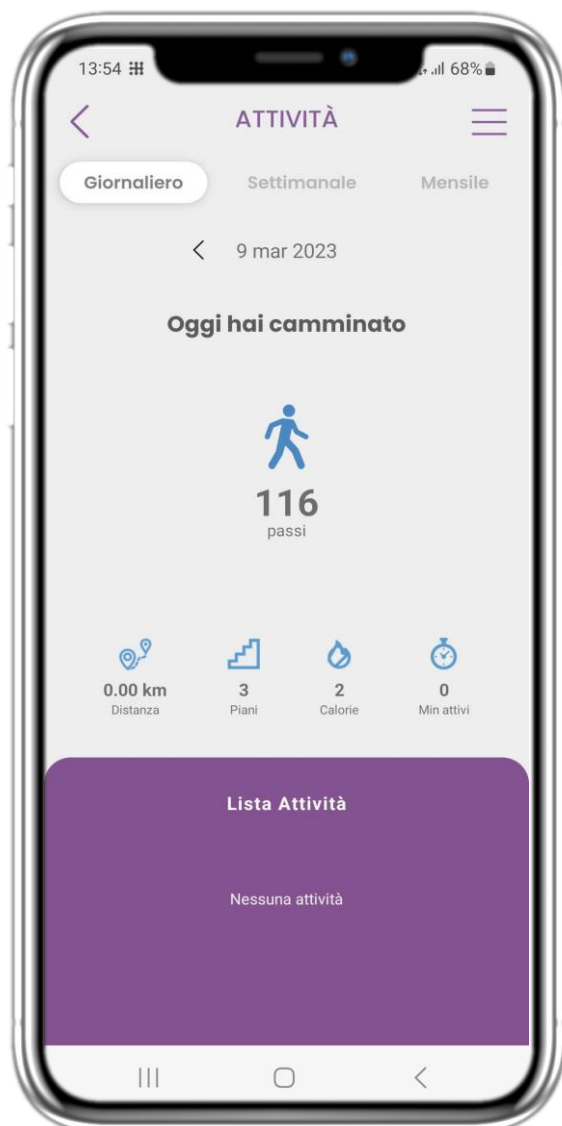 13:54 68%
ATTIVITÀ
Giornaliero Settimanale Mensile
9 mar 2023
Oggi hai camminato
116
passi
0.00 km 3 2 0
Distanza Piani Calorie Min attivi
Lista Attività
Nessuna attività